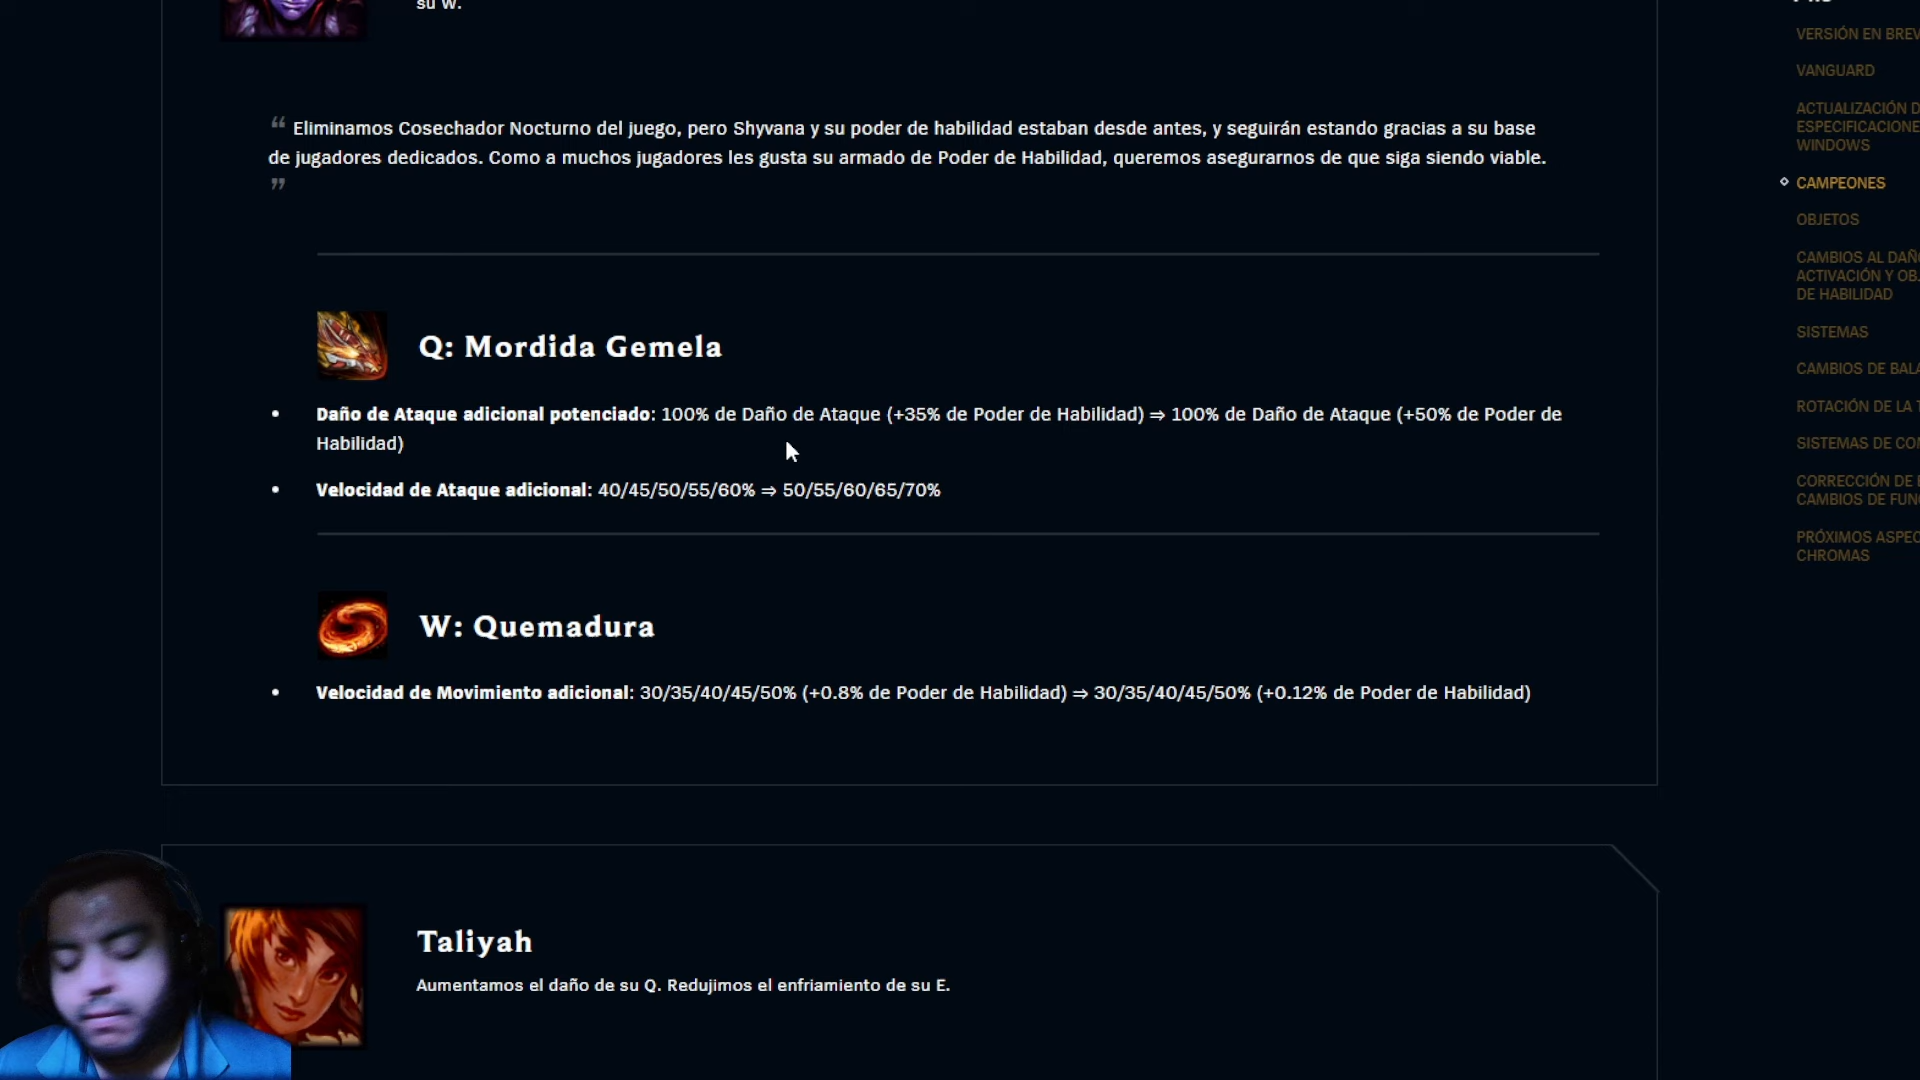 su W.
“ Eliminamos Cosechador Nocturno del juego, pero Shyvana y su poder de habilidad estaban desde antes, y seguirán estando gracias a su base
de jugadores dedicados. Como a muchos jugadores les gusta su armado de Poder de Habilidad, queremos asegurarnos de que siga siendo viable.
”
Q: Mordida Gemela
• Daño de Ataque adicional potenciado: 100% de Daño de Ataque (+35% de Poder de Habilidad) ⇒ 100% de Daño de Ataque (+50% de Poder de
Habilidad)
• Velocidad de Ataque adicional: 40/45/50/55/60% ⇒ 50/55/60/65/70%
W: Quemadura
• Velocidad de Movimiento adicional: 30/35/40/45/50% (+0.8% de Poder de Habilidad) ⇒ 30/35/40/45/50% (+0.12% de Poder de Habilidad)
Taliyah
Aumentamos el daño de su Q. Redujimos el enfriamiento de su E.
VERSIÓN EN BREV
VANGUARD
ACTUALIZACIÓN D
ESPECIFICACIONE
WINDOWS
CAMPEONES
OBJETOS
CAMBIOS AL DAÑ
ACTIVACIÓN Y OB
DE HABILIDAD
SISTEMAS
CAMBIOS DE BALA
ROTACIÓN DE LA T
SISTEMAS DE CO
CORRECCIÓN DE
CAMBIOS DE FUN
PRÓXIMOS ASPEC
CHROMAS